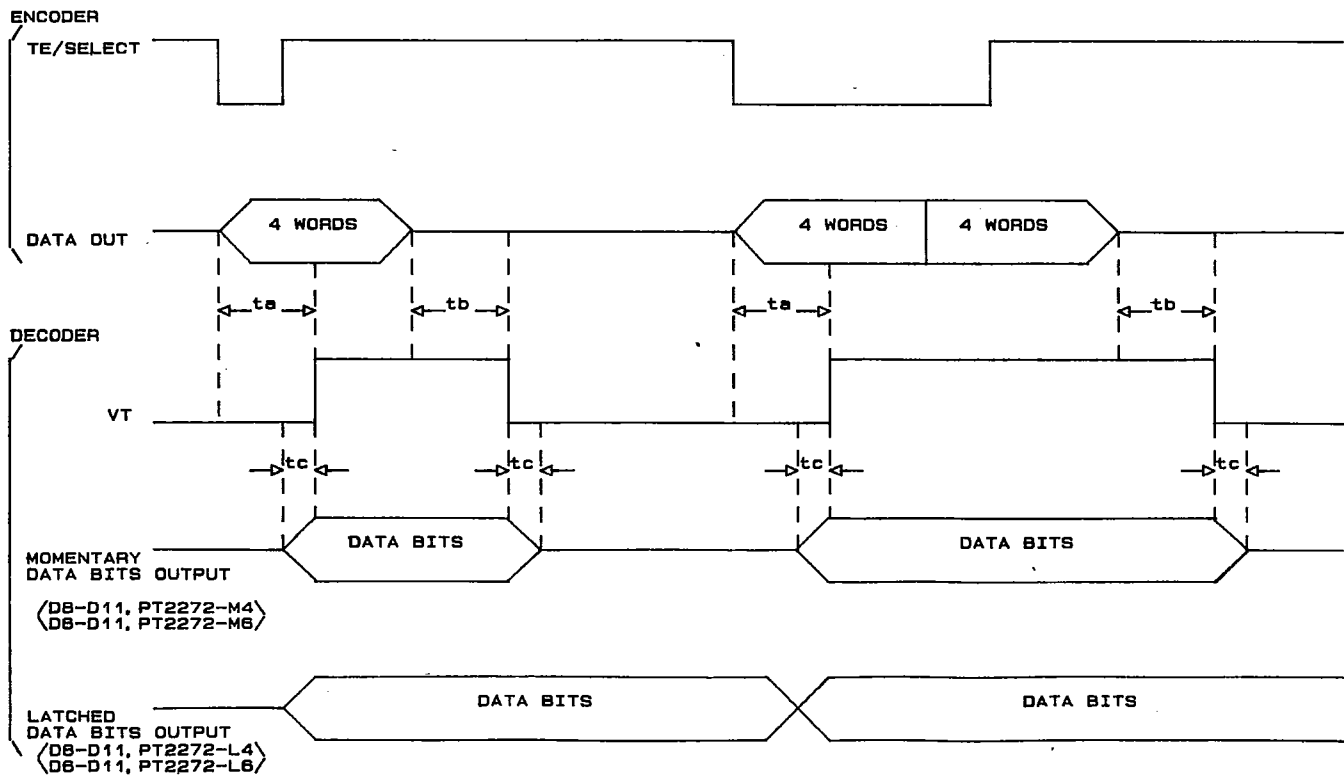 ENCODER
TE/SELECT
4 WORDS
4 WORDS
4 WORDS
DATA OUT
ta
tb
ta
tb
DECODER
VT
tc
tc
tc
tc
DATA BITS
DATA BITS
MOMENTARY
DATA BITS OUTPUT
⟨D8-D11, PT2272-M4⟩
⟨D6-D11, PT2272-M6⟩
DATA BITS
DATA BITS
LATCHED
DATA BITS OUTPUT
⟨D8-D11, PT2272-L4⟩
⟨D6-D11, PT2272-L6⟩